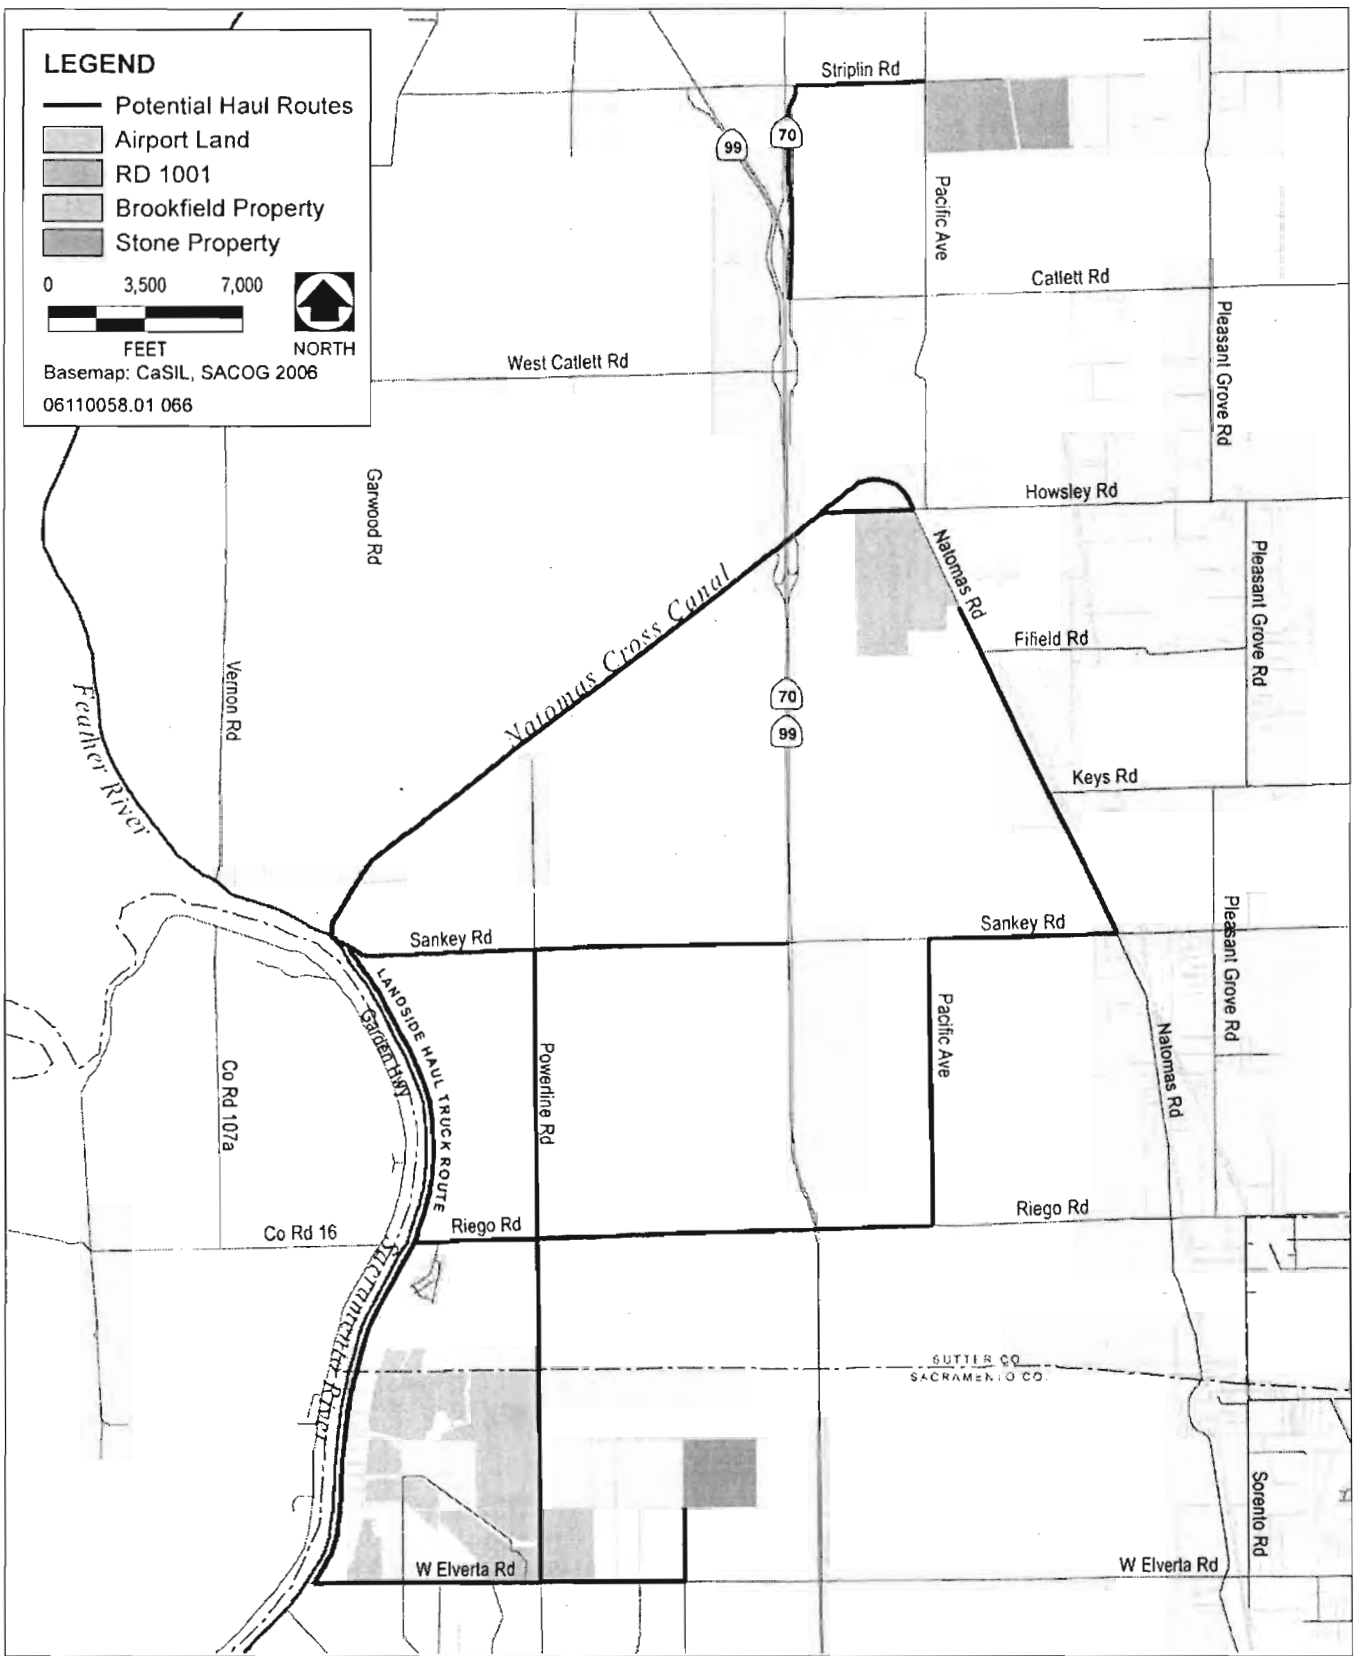 LEGEND
Potential Haul Routes
Airport Land
RD 1001
Brookfield Property
Stone Property
0 3,500 7,000
FEET
NORTH
Basemap: CaSIL, SACOG 2006
06110058.01 066
Striplin Rd
99
70
Pacific Ave
Catlett Rd
Pleasant Grove Rd
West Catlett Rd
Garwood Rd
Howsley Rd
Natomas Rd
Pleasant Grove Rd
Natomas Cross Canal
Fifield Rd
Vernon Rd
Feather River
70
99
Keys Rd
Sankey Rd
Sankey Rd
Pleasant Grove Rd
LANDSIDE HAUL TRUCK ROUTE
Garden Hwy
Pacific Ave
Powerline Rd
Natomas Rd
Co Rd 107a
Co Rd 16
Riego Rd
Riego Rd
Sacramento River
SUTTER CO
SACRAMENTO CO.
Sorento Rd
W Elverta Rd
W Elverta Rd